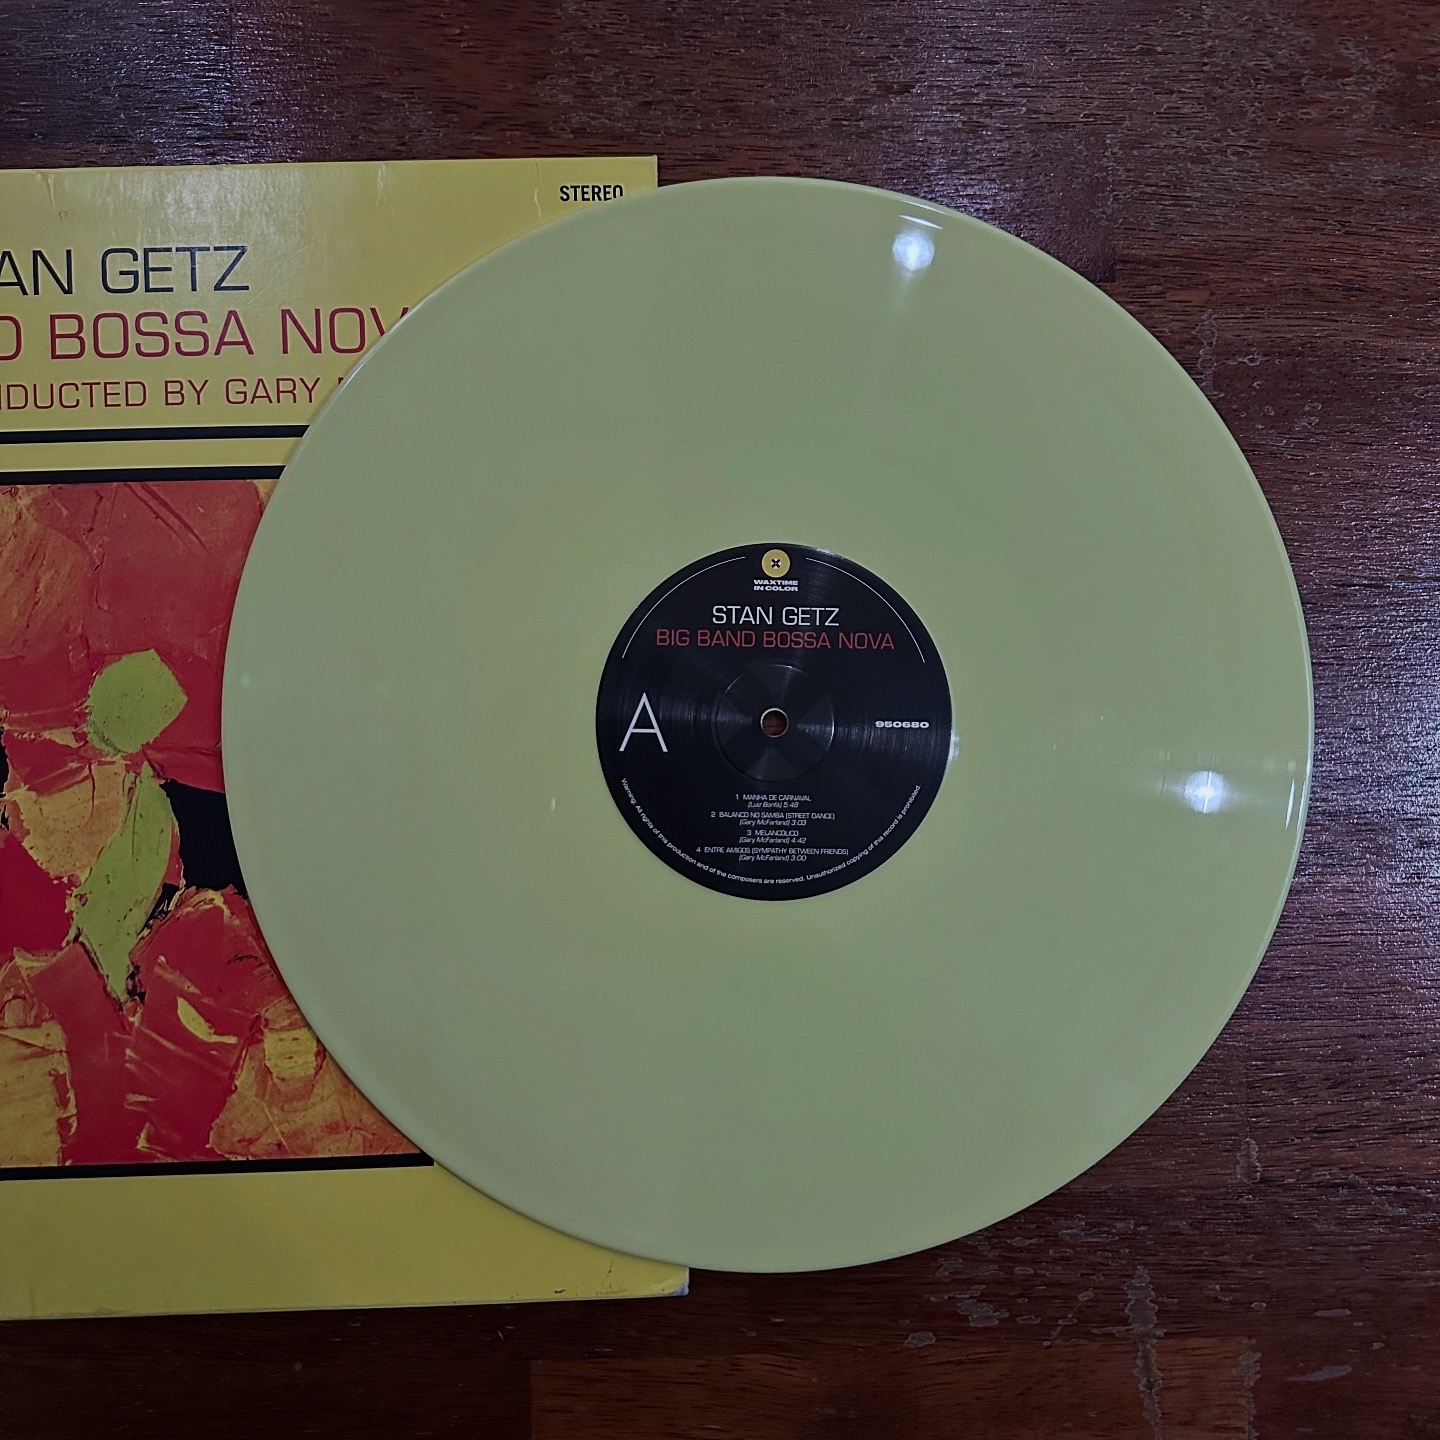 STEREO
AN GETZ
D BOSSA NOV
NDUCTED BY GARY
WAXTIME
IN COLOR
STAN GETZ
BIG BAND BOSSA NOVA
A
950680
1 MANHA DE CARNAVAL
(Luiz Bonfá) 5:48
2 BALANCO NO SAMBA (STREET DANCE)
(Gary McFarland) 3:03
3 MELANCOLICO
(Gary McFarland) 4:42
4 ENTRE AMIGOS (SYMPATHY BETWEEN FRIENDS)
(Gary McFarland) 3:00
Warning: All rights of this production and of the composers are reserved. Unauthorized copying of this record is prohibited.